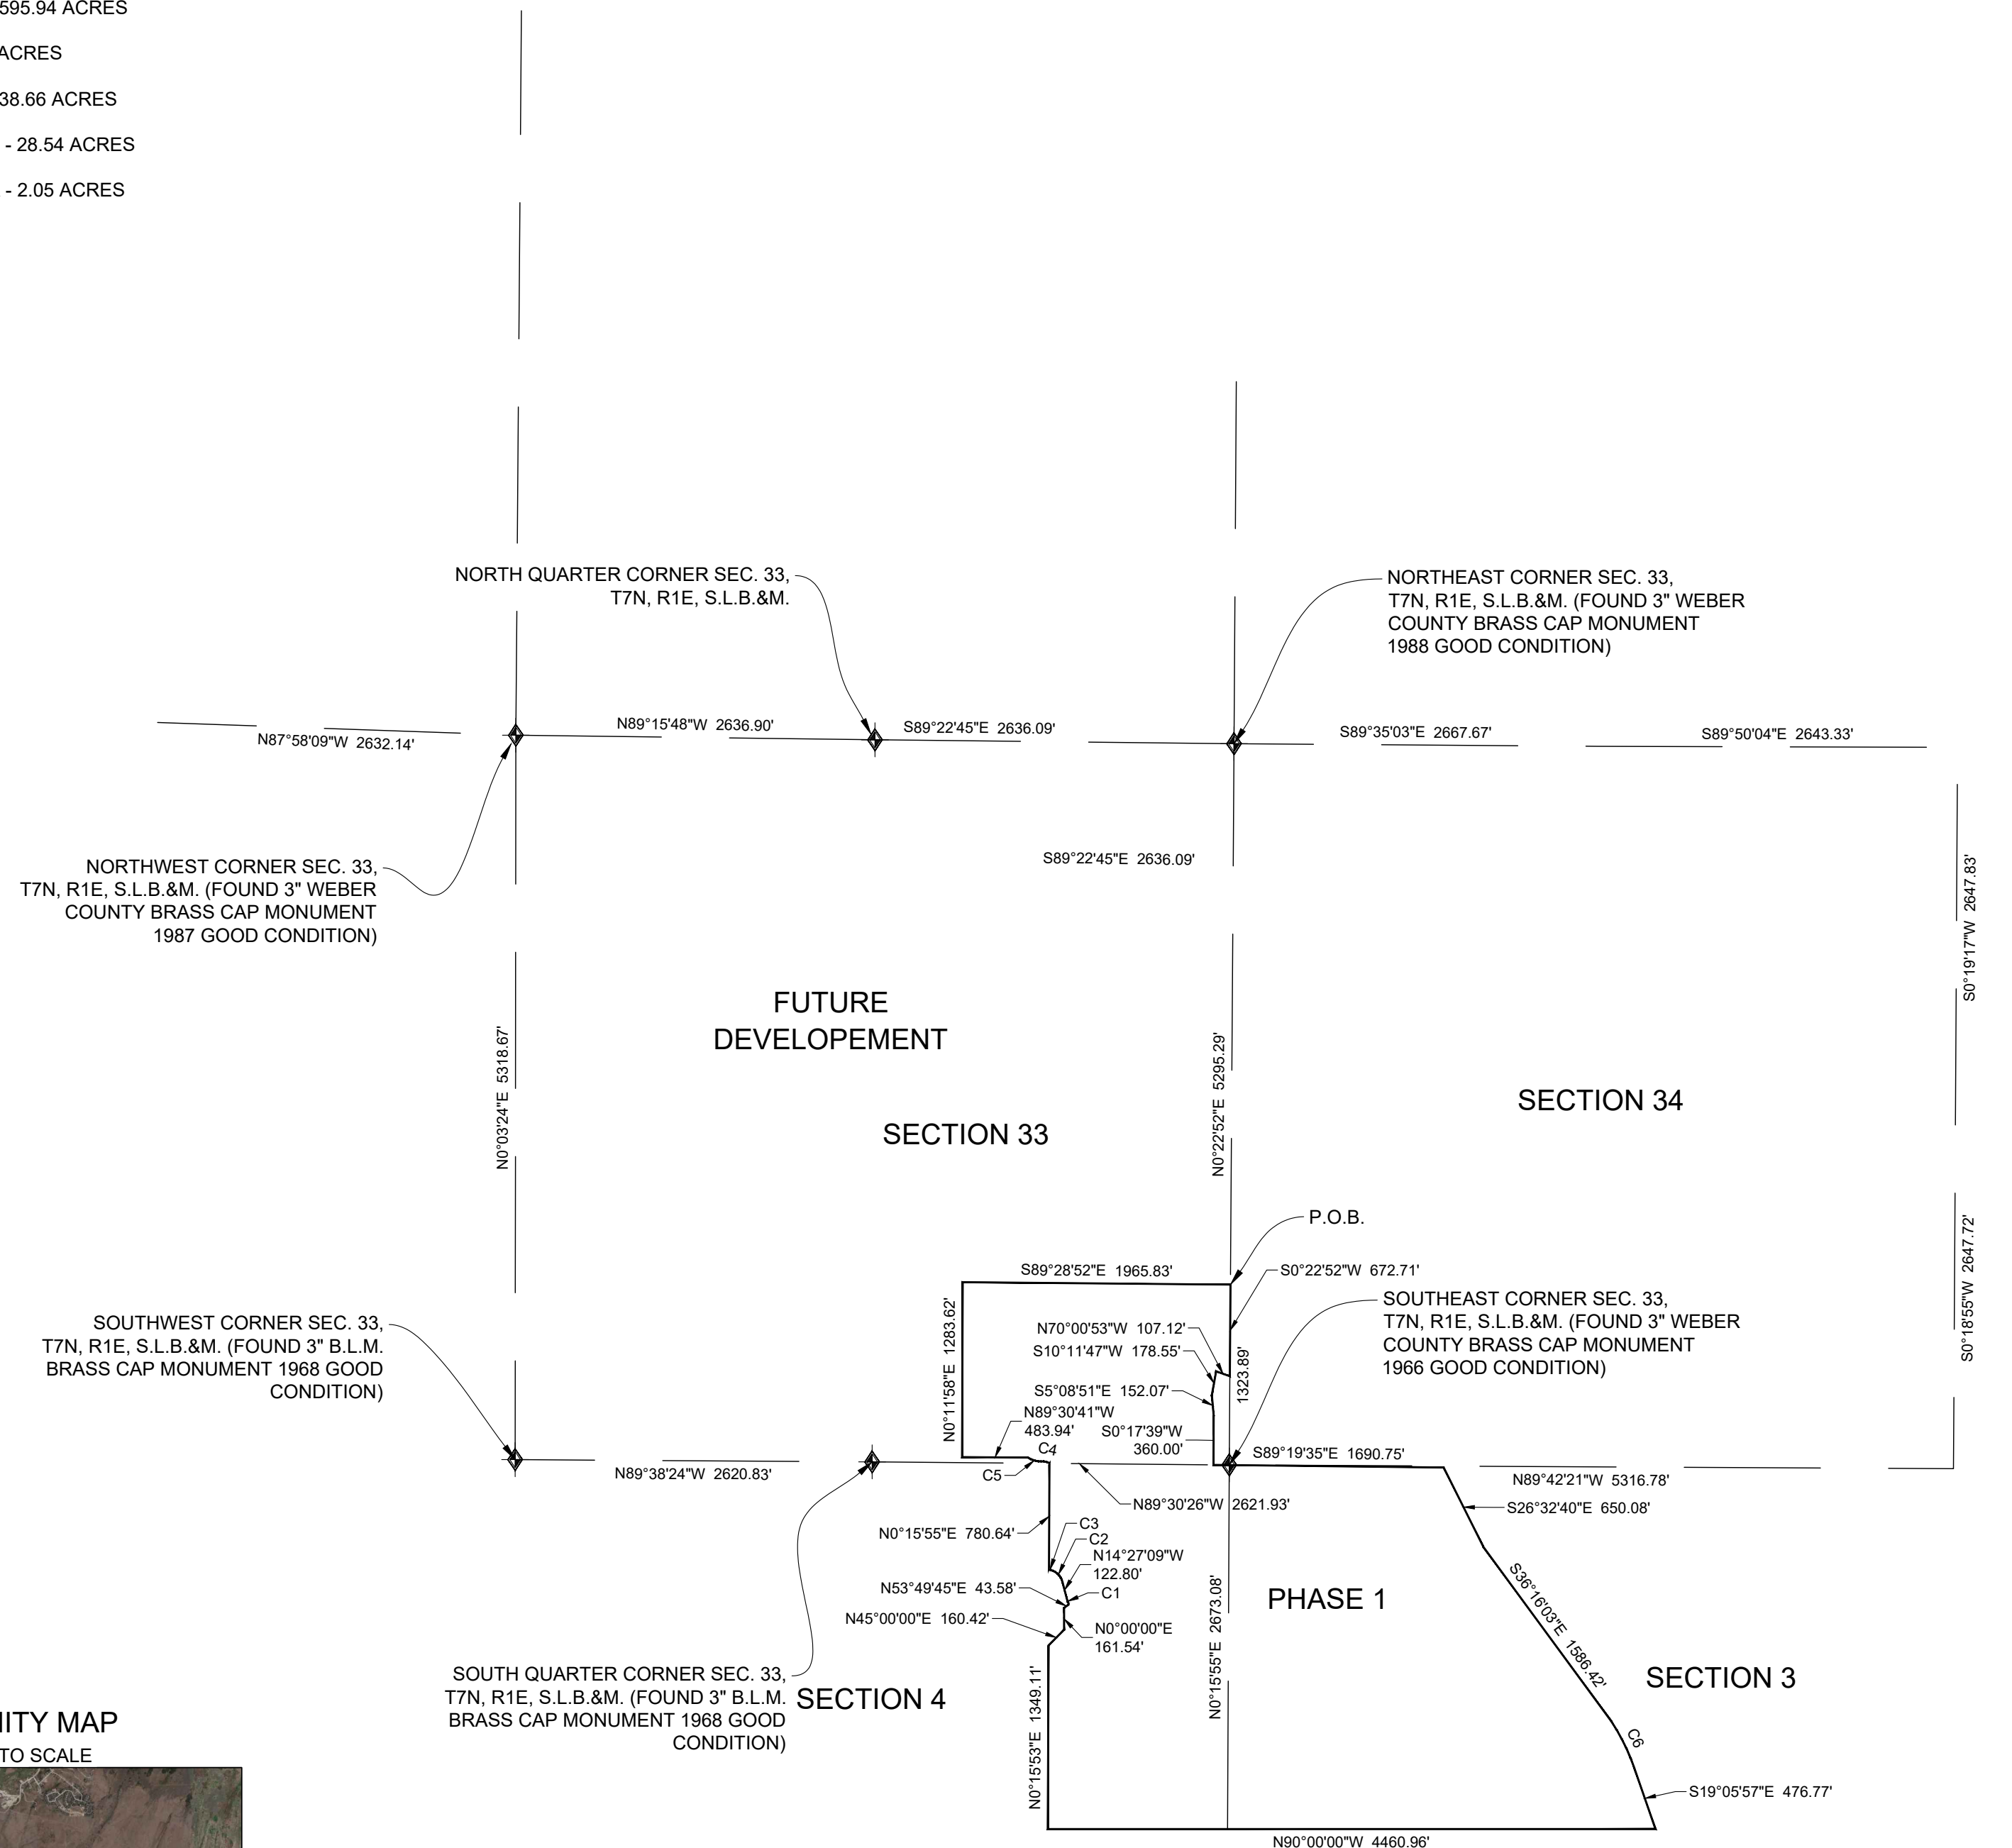 595.94 ACRES
ACRES
38.66 ACRES
- 28.54 ACRES
- 2.05 ACRES
NORTH QUARTER CORNER SEC. 33,
T7N, R1E, S.L.B.&M.
NORTHEAST CORNER SEC. 33,
T7N, R1E, S.L.B.&M. (FOUND 3" WEBER
COUNTY BRASS CAP MONUMENT
1988 GOOD CONDITION)
N87°58'09"W 2632.14'
N89°15'48"W 2636.90'
S89°22'45"E 2636.09'
S89°35'03"E 2667.67'
S89°50'04"E 2643.33'
S89°22'45"E 2636.09'
NORTHWEST CORNER SEC. 33,
T7N, R1E, S.L.B.&M. (FOUND 3" WEBER
COUNTY BRASS CAP MONUMENT
1987 GOOD CONDITION)
S0°19'17"W 2647.83'
FUTURE
DEVELOPEMENT
N0°03'24"E 5318.67'
N0°22'52"E 5295.29'
SECTION 34
SECTION 33
P.O.B.
S89°28'52"E 1965.83'
S0°22'52"W 672.71'
S0°18'55"W 2647.72'
SOUTHWEST CORNER SEC. 33,
T7N, R1E, S.L.B.&M. (FOUND 3" B.L.M.
BRASS CAP MONUMENT 1968 GOOD
CONDITION)
N0°11'58"E 1283.62'
N70°00'53"W 107.12'
S10°11'47"W 178.55'
S5°08'51"E 152.07'
1323.89'
SOUTHEAST CORNER SEC. 33,
T7N, R1E, S.L.B.&M. (FOUND 3" WEBER
COUNTY BRASS CAP MONUMENT
1966 GOOD CONDITION)
N89°30'41"W
483.94'
C4
S0°17'39"W
360.00'
S89°19'35"E 1690.75'
C5
N89°38'24"W 2620.83'
N89°42'21"W 5316.78'
N89°30'26"W 2621.93'
S26°32'40"E 650.08'
N0°15'55"E 780.64'
C3
C2
N14°27'09"W
122.80'
N53°49'45"E 43.58'
C1
N45°00'00"E 160.42'
N0°00'00"E
161.54'
N0°15'55"E 2673.08'
PHASE 1
S36°16'03"E 1586.42'
SOUTH QUARTER CORNER SEC. 33,
T7N, R1E, S.L.B.&M. (FOUND 3" B.L.M.
BRASS CAP MONUMENT 1968 GOOD
CONDITION)
SECTION 4
N0°15'53"E 1349.11'
SECTION 3
C6
S19°05'57"E 476.77'
N90°00'00"W 4460.96'
NITY MAP
TO SCALE